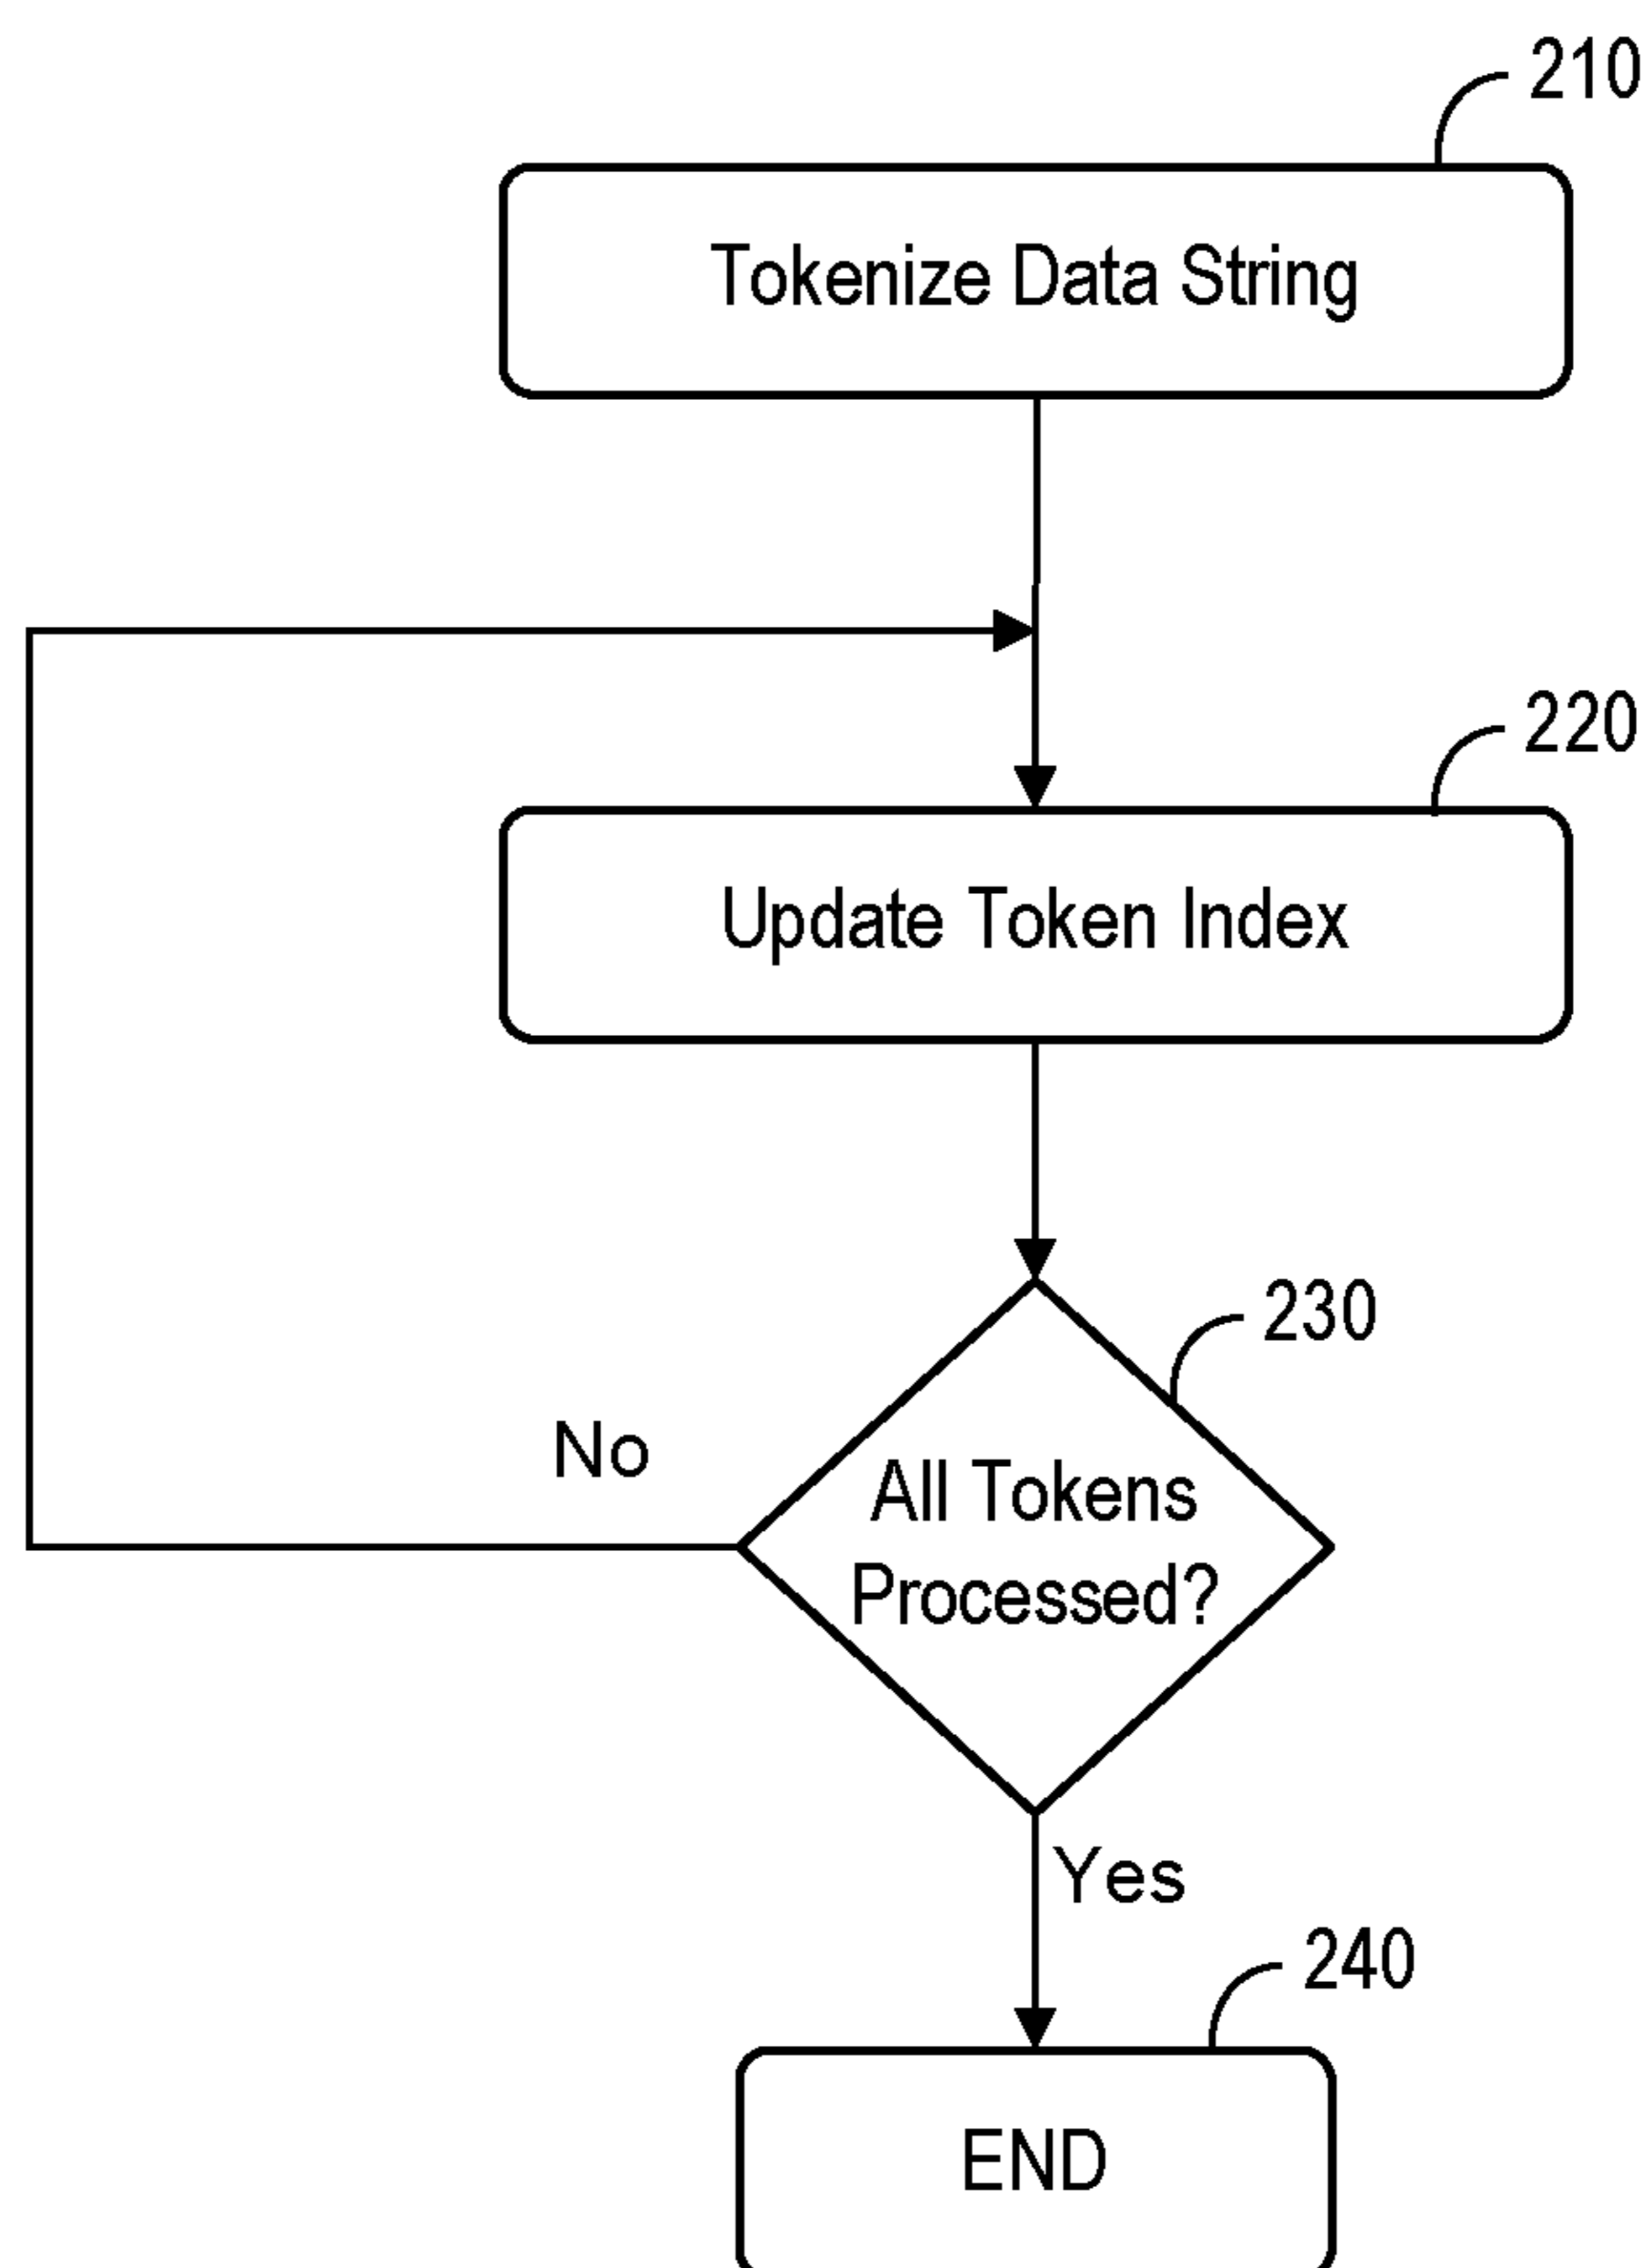 210
Tokenize Data String
220
Update Token Index
230
No
All Tokens
Processed?
Yes
240
END